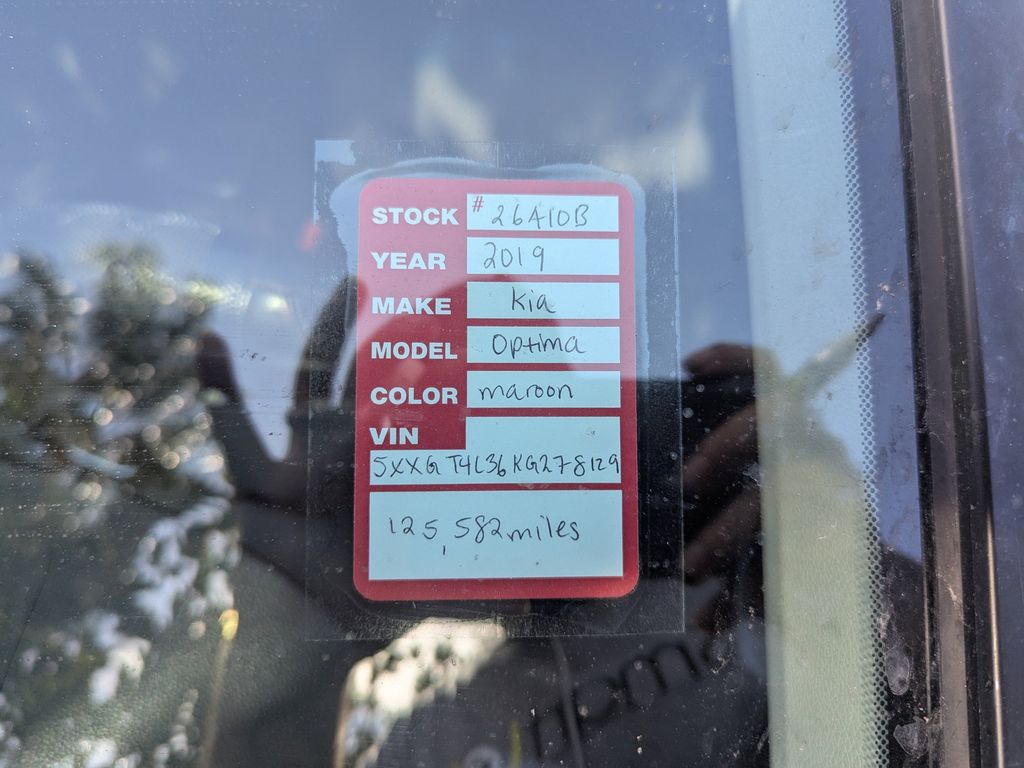 STOCK # 26410B
YEAR 2019
MAKE Kia
MODEL Optima
COLOR maroon
VIN
5XXGT4L36KG278129
125,582 miles